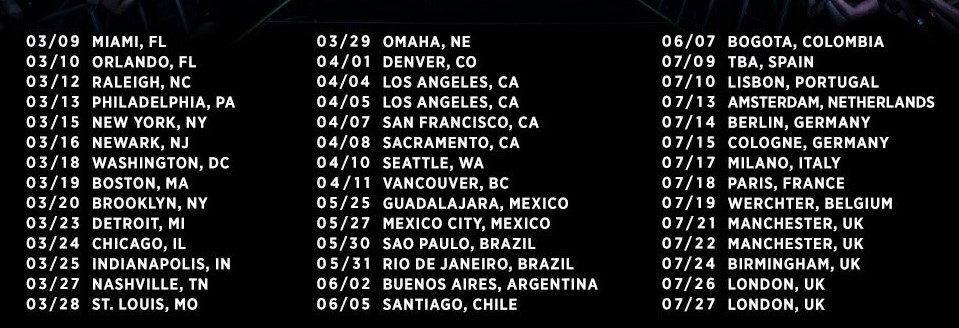 03/09 MIAMI, FL
03/10 ORLANDO, FL
03/12 RALEIGH, NC
03/13 PHILADELPHIA, PA
03/15 NEW YORK, NY
03/16 NEWARK, NJ
03/18 WASHINGTON, DC
03/19 BOSTON, MA
03/20 BROOKLYN, NY
03/23 DETROIT, MI
03/24 CHICAGO, IL
03/25 INDIANAPOLIS, IN
03/27 NASHVILLE, TN
03/28 ST. LOUIS, MO
03/29 OMAHA, NE
04/01 DENVER, CO
04/04 LOS ANGELES, CA
04/05 LOS ANGELES, CA
04/07 SAN FRANCISCO, CA
04/08 SACRAMENTO, CA
04/10 SEATTLE, WA
04/11 VANCOUVER, BC
05/25 GUADALAJARA, MEXICO
05/27 MEXICO CITY, MEXICO
05/30 SAO PAULO, BRAZIL
05/31 RIO DE JANEIRO, BRAZIL
06/02 BUENOS AIRES, ARGENTINA
06/05 SANTIAGO, CHILE
06/07 BOGOTA, COLOMBIA
07/09 TBA, SPAIN
07/10 LISBON, PORTUGAL
07/13 AMSTERDAM, NETHERLANDS
07/14 BERLIN, GERMANY
07/15 COLOGNE, GERMANY
07/17 MILANO, ITALY
07/18 PARIS, FRANCE
07/19 WERCHTER, BELGIUM
07/21 MANCHESTER, UK
07/22 MANCHESTER, UK
07/24 BIRMINGHAM, UK
07/26 LONDON, UK
07/27 LONDON, UK